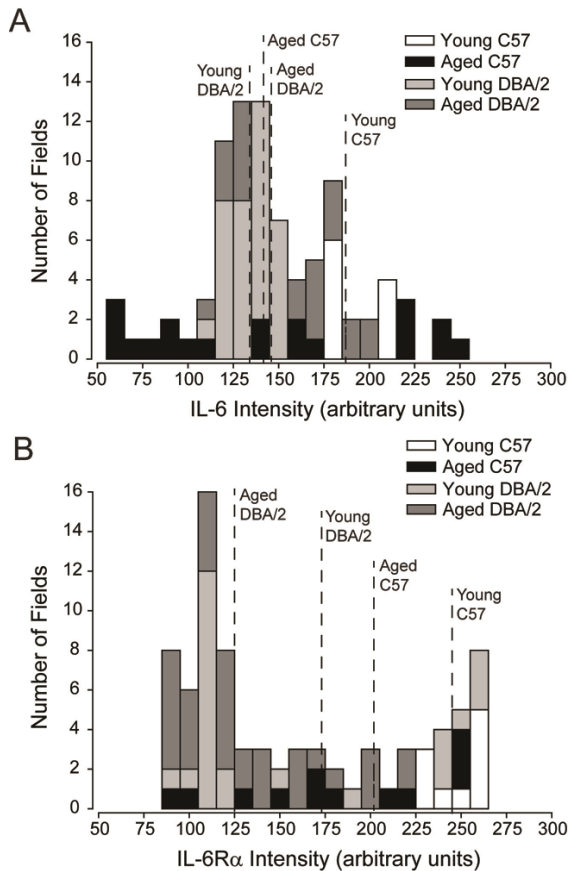 A
Aged C57
Young
DBA/2
Aged
DBA/2
Young
C57
Young C57
Aged C57
Young DBA/2
Aged DBA/2
Number of Fields
16
14
12
10
8
6
4
2
0
50 75 100 125 150 175 200 225 250 275 300
IL-6 Intensity (arbitrary units)
B
Young C57
Aged C57
Young DBA/2
Aged DBA/2
Aged
DBA/2
Young
DBA/2
Aged
C57
Young
C57
Number of Fields
16
14
12
10
8
6
4
2
0
50 75 100 125 150 175 200 225 250 275 300
IL-6Rα Intensity (arbitrary units)